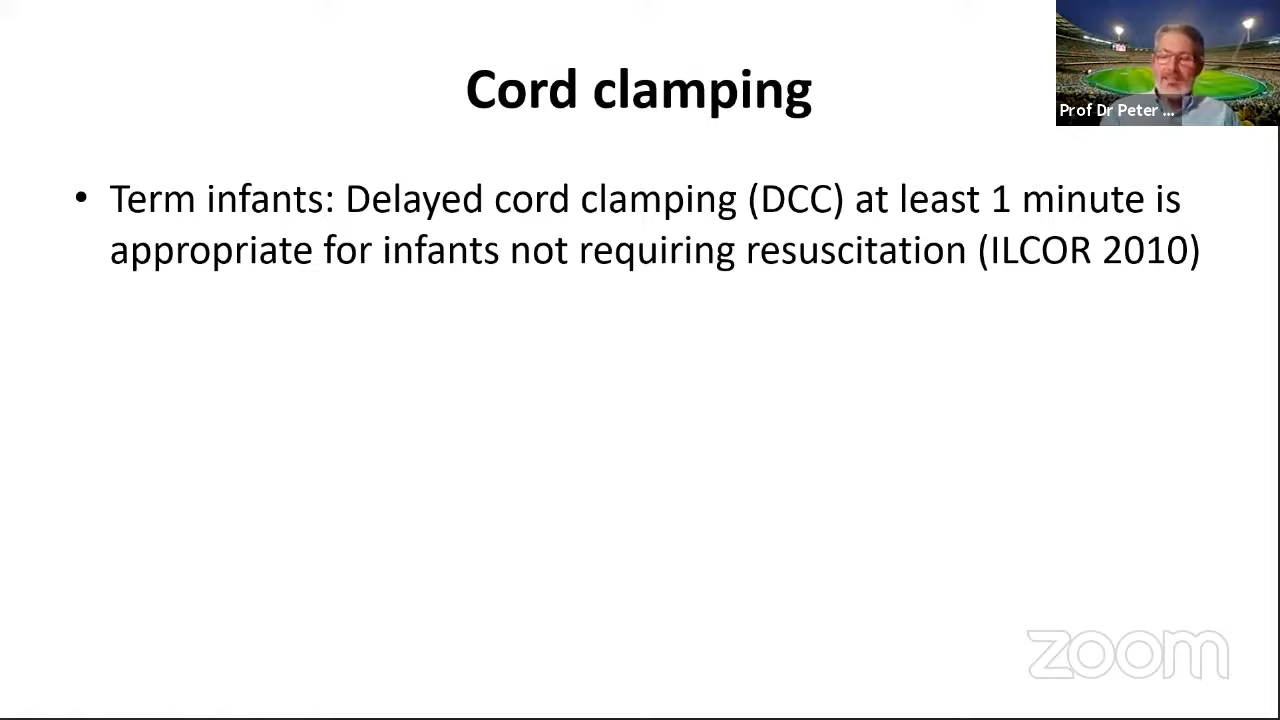 Cord clamping
Prof Dr Peter ...
• Term infants: Delayed cord clamping (DCC) at least 1 minute is
appropriate for infants not requiring resuscitation (ILCOR 2010)
zoom